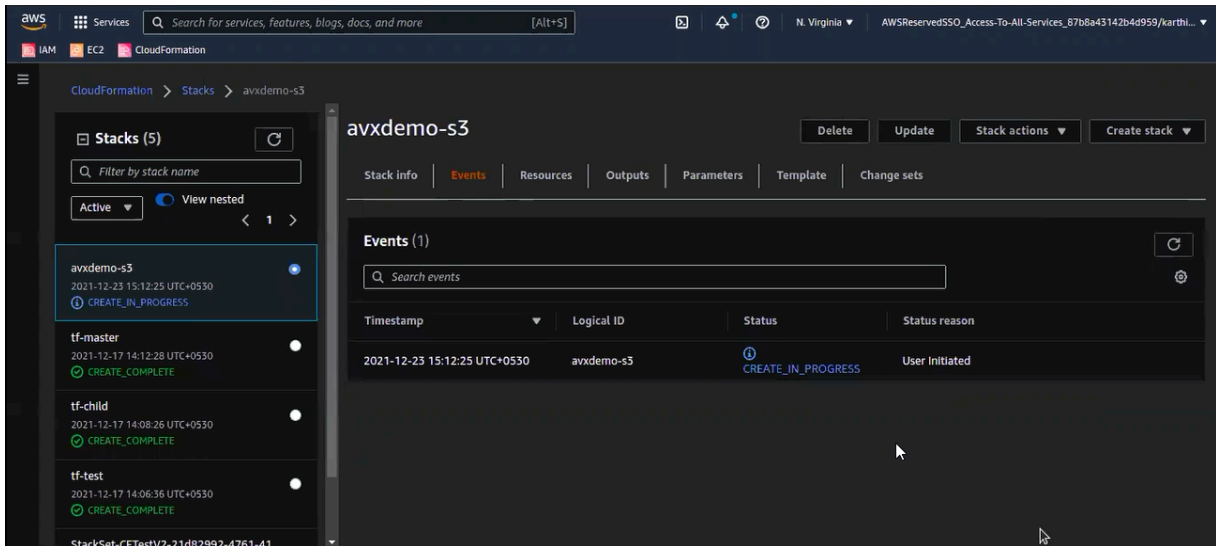 aws
Services
Search for services, features, blogs, docs, and more [Alt+S]
N. Virginia ▼
AWSReservedSSO_Access-To-All-Services_87b8a43142b4d959/karthi... ▼
IAM EC2 CloudFormation
CloudFormation > Stacks > avxdemo-s3
Stacks (5)
Filter by stack name
Active ▼
View nested
< 1 >
avxdemo-s3
2021-12-23 15:12:25 UTC+0530
CREATE_IN_PROGRESS
tf-master
2021-12-17 14:12:28 UTC+0530
CREATE_COMPLETE
tf-child
2021-12-17 14:08:26 UTC+0530
CREATE_COMPLETE
tf-test
2021-12-17 14:06:36 UTC+0530
CREATE_COMPLETE
StackSet-CFTestV2-21d82992-4761-41
avxdemo-s3
Delete Update Stack actions ▼ Create stack ▼
Stack info Events Resources Outputs Parameters Template Change sets
Events (1)
Search events
Timestamp ▼ Logical ID Status Status reason
2021-12-23 15:12:25 UTC+0530 avxdemo-s3 CREATE_IN_PROGRESS User Initiated